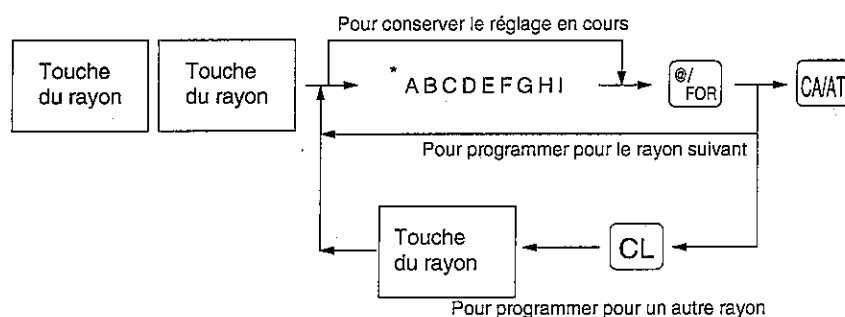 Pour conserver le réglage en cours
Touche
du rayon
Touche
du rayon
* A B C D E F G H I
@/
FOR
CA/AT
Pour programmer pour le rayon suivant
Touche
du rayon
CL
Pour programmer pour un autre rayon